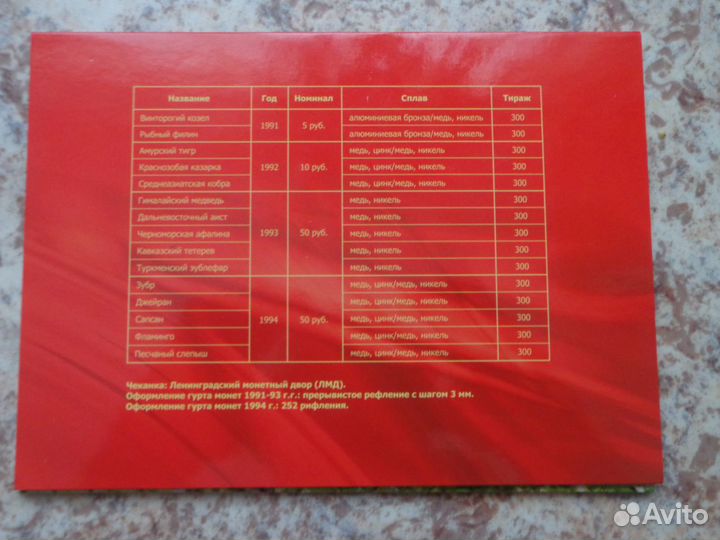 Название Год Номинал Сплав Тираж
Винторогий козел 1991 5 руб. алюминиевая бронза/медь, никель 300
Рыбный филин алюминиевая бронза/медь, никель 300
Амурский тигр 1992 10 руб. медь, цинк/медь, никель 300
Краснозобая казарка медь, цинк/медь, никель 300
Среднеазиатская кобра медь, цинк/медь, никель 300
Гималайский медведь 1993 50 руб. медь, никель 300
Дальневосточный аист медь, никель 300
Черноморская афалина медь, никель 300
Кавказский тетерев медь, никель 300
Туркменский зублефар медь, никель 300
Зубр 1994 50 руб. медь, цинк/медь, никель 300
Джейран медь, цинк/медь, никель 300
Сапсан медь, цинк/медь, никель 300
Фламинго медь, цинк/медь, никель 300
Песчаный слепыш медь, цинк/медь, никель 300
Чеканка: Ленинградский монетный двор (ЛМД).
Оформление гурта монет 1991-93 г.г.: прерывистое рефление с шагом 3 мм.
Оформление гурта монет 1994 г.: 252 рифления.
Avito